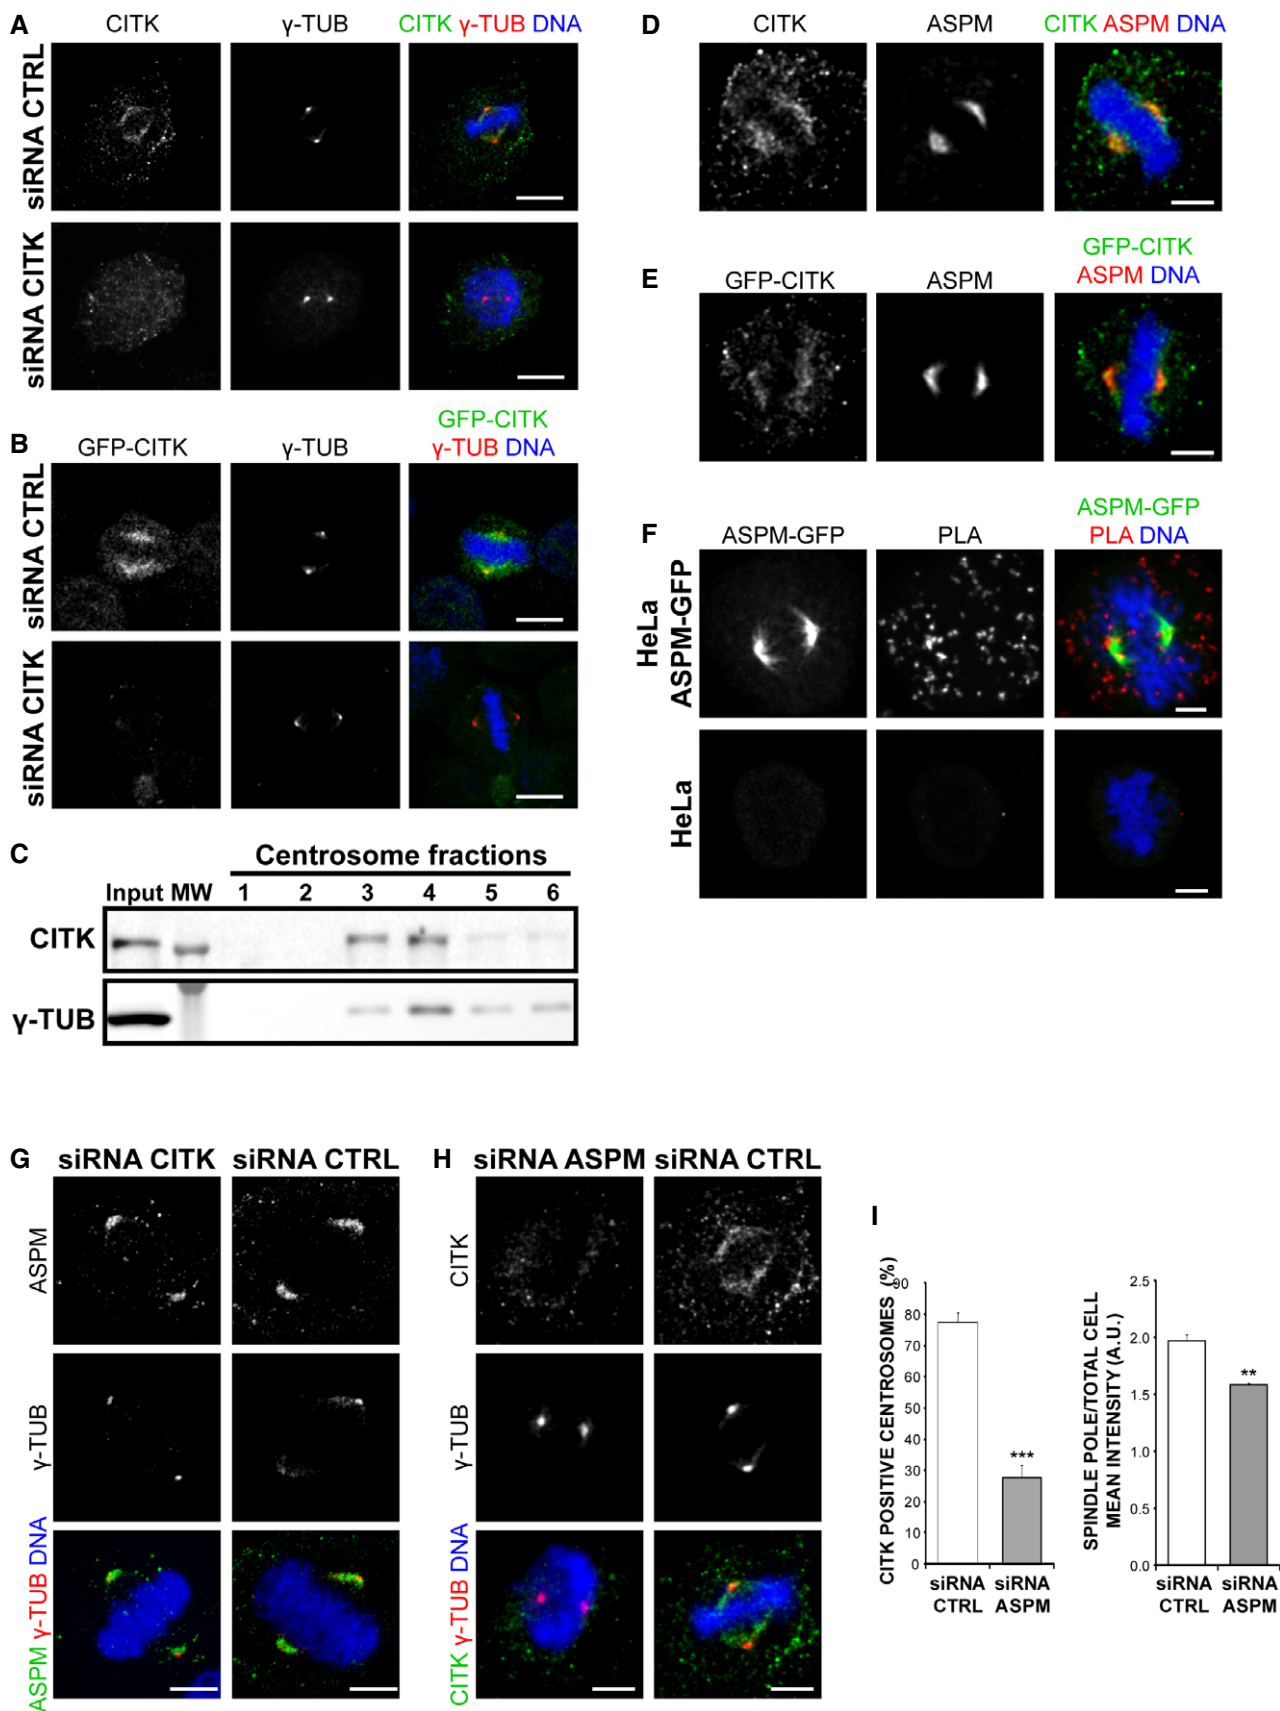 A
CITK
γ-TUB
CITK γ-TUB DNA
siRNA CTRL
siRNA CITK
B
GFP-CITK
γ-TUB
GFP-CITK
γ-TUB DNA
siRNA CTRL
siRNA CITK
C
Centrosome fractions
Input MW 1 2 3 4 5 6
CITK
γ-TUB
D
CITK
ASPM
CITK ASPM DNA
E
GFP-CITK
ASPM
GFP-CITK
ASPM DNA
F
ASPM-GFP
PLA
ASPM-GFP
PLA DNA
HeLa
ASPM-GFP
HeLa
G
siRNA CITK
siRNA CTRL
ASPM
γ-TUB
ASPM γ-TUB DNA
H
siRNA ASPM
siRNA CTRL
CITK
γ-TUB
CITK γ-TUB DNA
I
CITK POSITIVE CENTROSOMES (%)
90
80
70
60
50
40
30
20
10
0
***
siRNA CTRL
siRNA ASPM
SPINDLE POLE/TOTAL CELL
MEAN INTENSITY (A.U.)
2.5
2.0
1.5
1.0
0.5
0.0
**
siRNA CTRL
siRNA ASPM